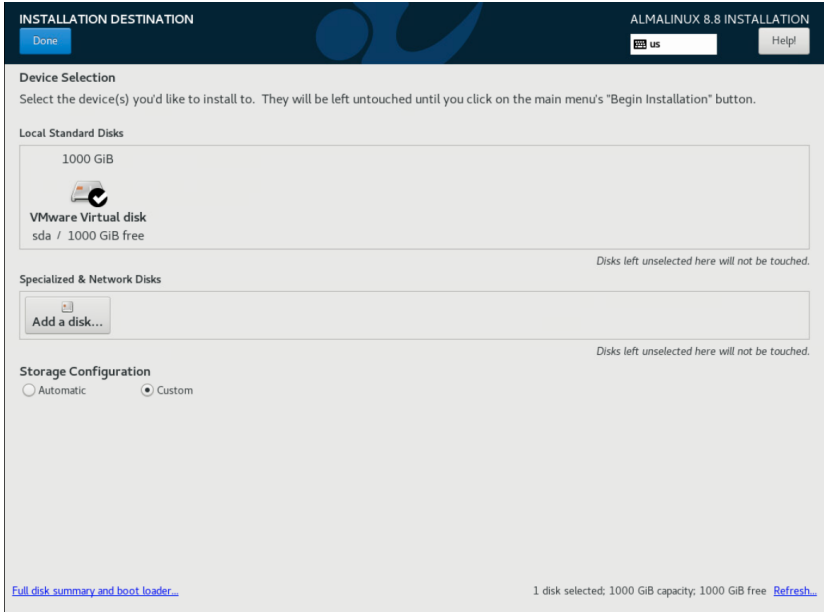 INSTALLATION DESTINATION
ALMALINUX 8.8 INSTALLATION
Done
us
Help!
Device Selection
Select the device(s) you'd like to install to. They will be left untouched until you click on the main menu's "Begin Installation" button.
Local Standard Disks
1000 GiB
VMware Virtual disk
sda / 1000 GiB free
Disks left unselected here will not be touched.
Specialized & Network Disks
Add a disk...
Disks left unselected here will not be touched.
Storage Configuration
Automatic
Custom
Full disk summary and boot loader...
1 disk selected; 1000 GiB capacity; 1000 GiB free Refresh...